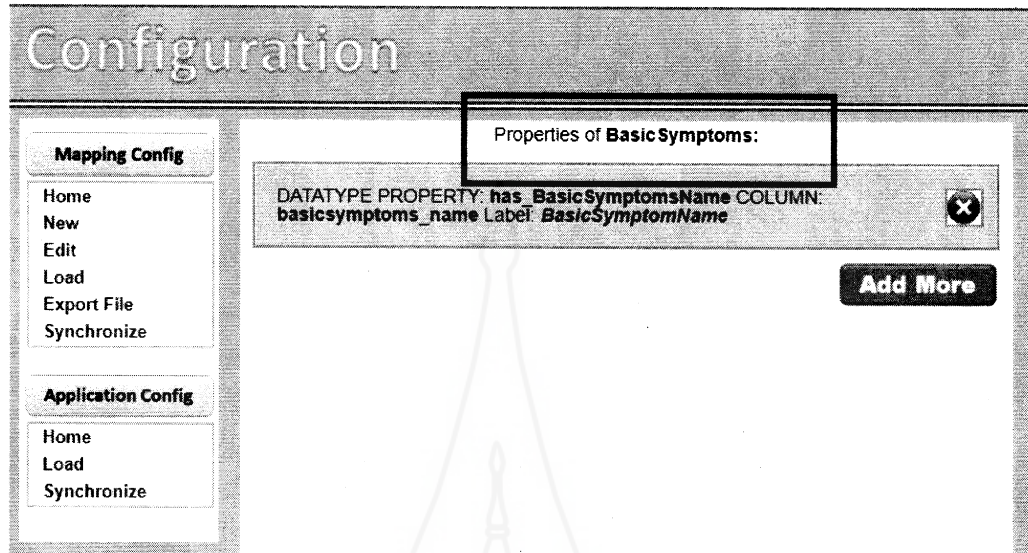 Configuration
Mapping Config
Home
New
Edit
Load
Export File
Synchronize
Application Config
Home
Load
Synchronize
Properties of BasicSymptoms:
DATATYPE PROPERTY: has_BasicSymptomsName COLUMN:
basicsymptoms_name Label: BasicSymptomName
Add More